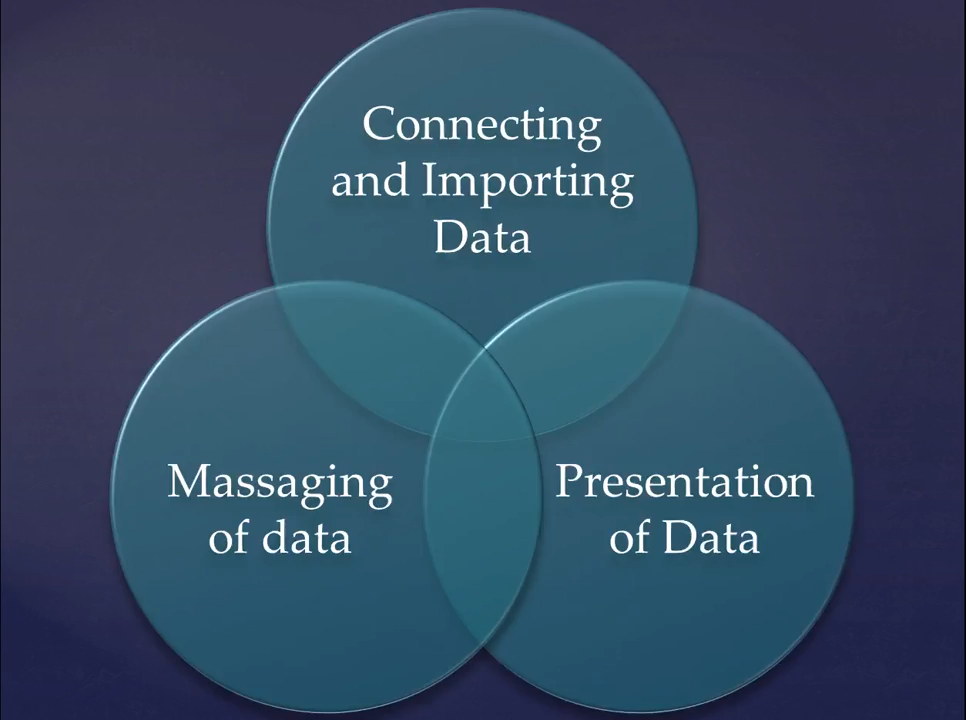 Connecting
and Importing
Data
Massaging
of data
Presentation
of Data